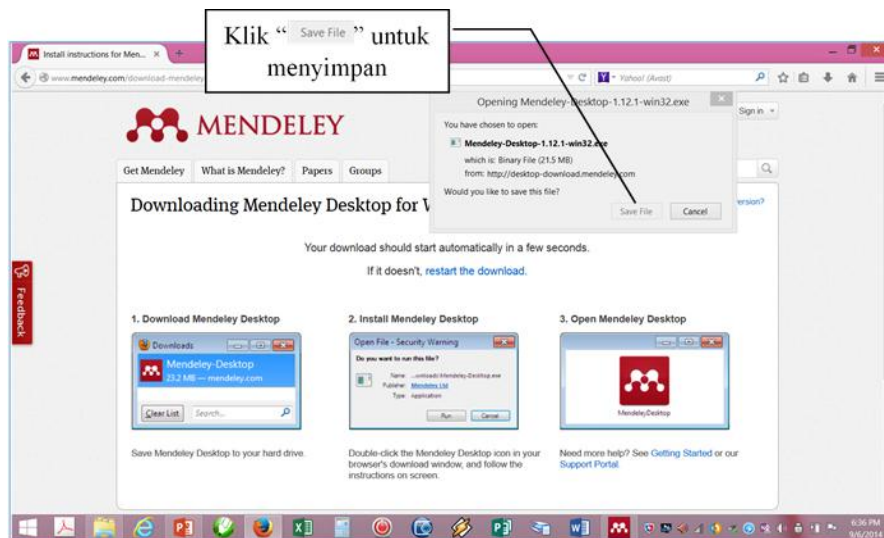 Klik “ Save File ” untuk
menyimpan
Install instructions for Men...
www.mendeley.com/download-mendeley
Yahoo! (Avast)
Opening Mendeley-Desktop-1.12.1-win32.exe
You have chosen to open:
Mendeley-Desktop-1.12.1-win32.exe
which is: Binary File (21.5 MB)
from: http://desktop-download.mendeley.com
Would you like to save this file?
Save File Cancel
Sign in
MENDELEY
Get Mendeley What is Mendeley? Papers Groups
Downloading Mendeley Desktop for
version?
Your download should start automatically in a few seconds.
If it doesn't, restart the download.
Feedback
1. Download Mendeley Desktop
Downloads
Mendeley-Desktop
23.2 MB — mendeley.com
Clear List Search...
Save Mendeley Desktop to your hard drive.
2. Install Mendeley Desktop
Open File - Security Warning
Do you want to run this file?
Name: ...wnloads\Mendeley-Desktop.exe
Publisher: Mendeley Ltd
Type: Application
Run Cancel
Double-click the Mendeley Desktop icon in your
browser's download window, and follow the
instructions on screen.
3. Open Mendeley Desktop
MendeleyDesktop
Need more help? See Getting Started or our
Support Portal.
6:36 PM
9/6/2014